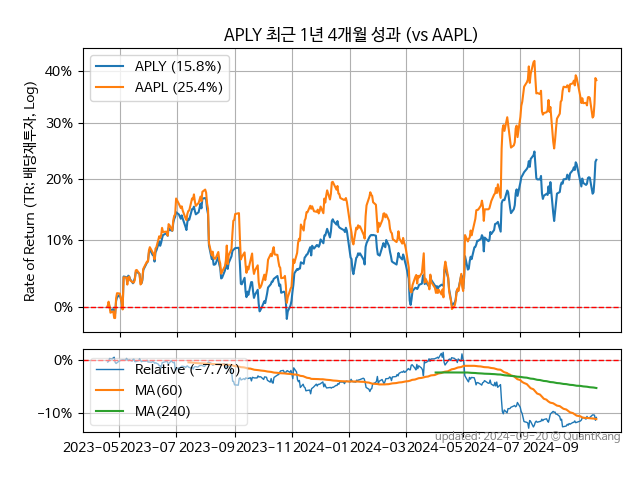 APLY 최근 1년 4개월 성과 (vs AAPL)
Rate of Return (TR: 배당재투자, Log)
40%
30%
20%
10%
0%
APLY (15.8%)
AAPL (25.4%)
0%
−10%
Relative (−7.7%)
MA(60)
MA(240)
2023-05 2023-07 2023-09 2023-11 2024-01 2024-03 2024-05 2024-07 2024-09
updated: 2024-09-20 © QuantKang